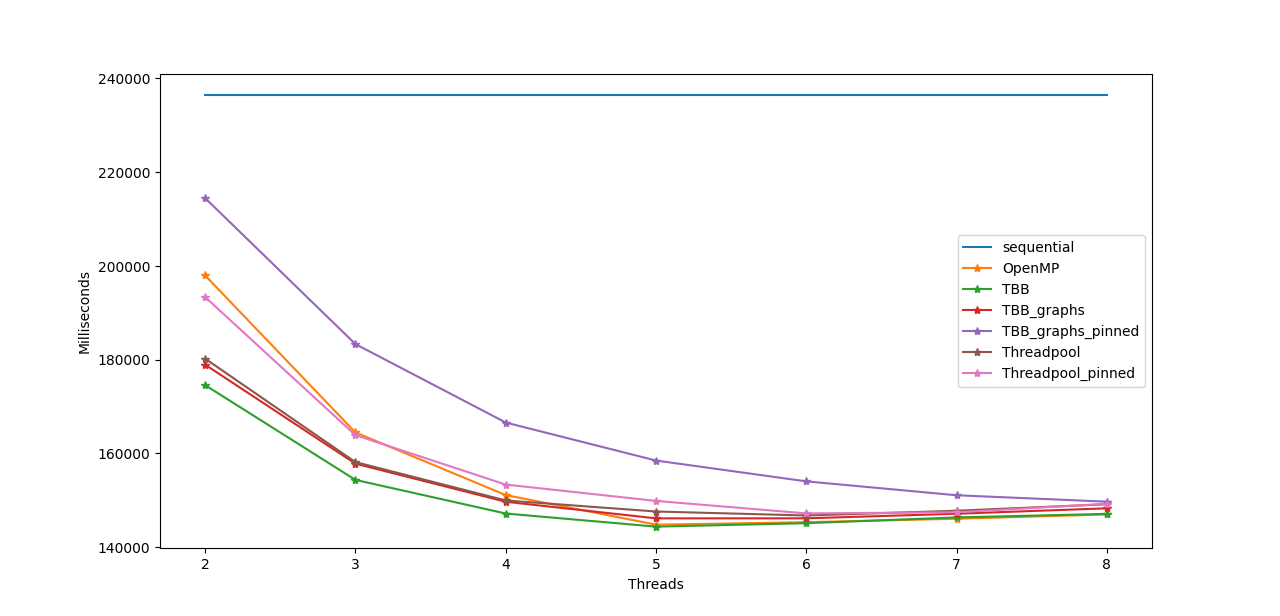 240000
220000
200000
180000
160000
140000
Milliseconds
2 3 4 5 6 7 8
Threads
sequential
OpenMP
TBB
TBB_graphs
TBB_graphs_pinned
Threadpool
Threadpool_pinned